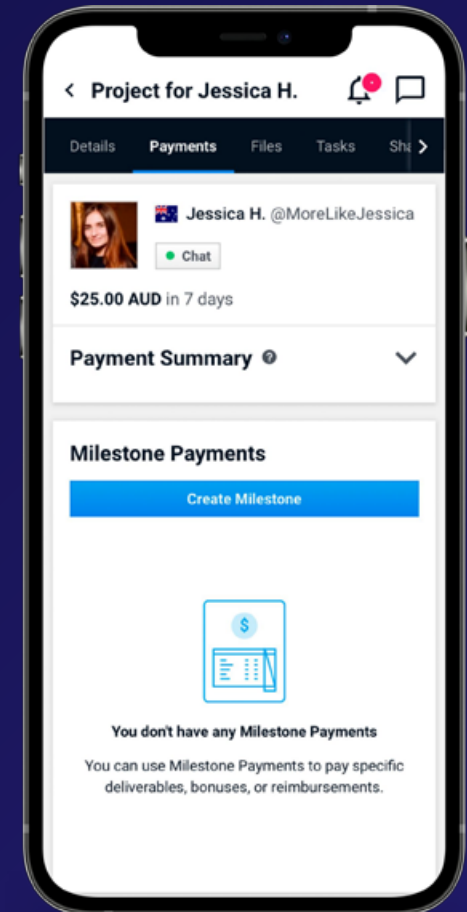 Project for Jessica H.
Details Payments Files Tasks
Jessica H. @MoreLikeJessica
Chat
$25.00 AUD in 7 days
Payment Summary ?
Milestone Payments
Create Milestone
$
You don't have any Milestone Payments
You can use Milestone Payments to pay specific
deliverables, bonuses, or reimbursements.